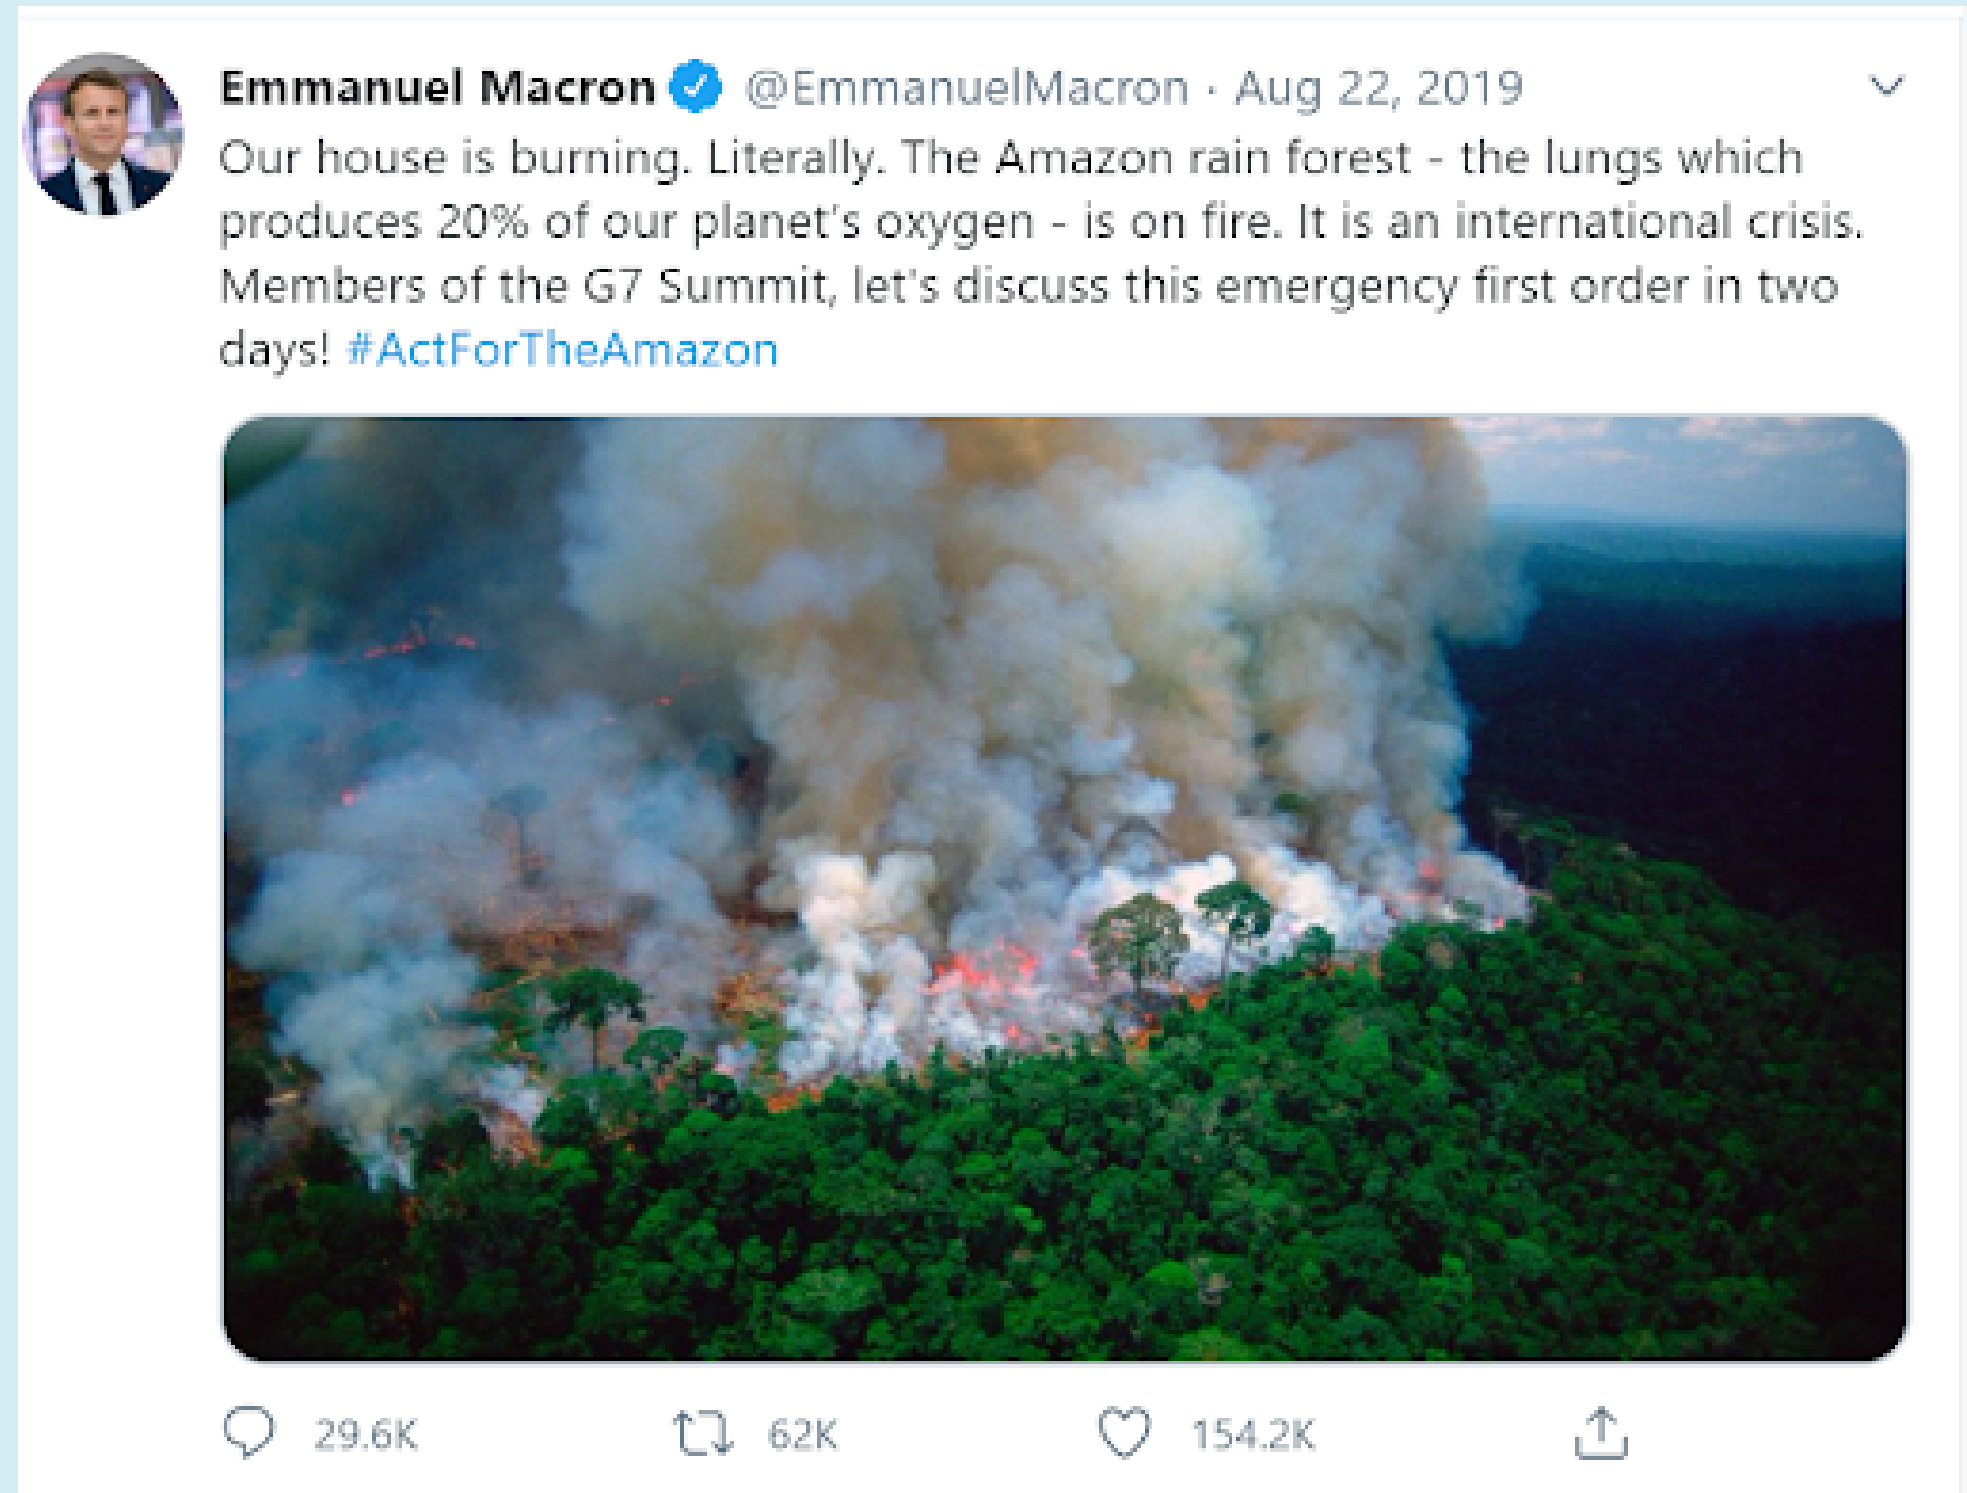 Emmanuel Macron @EmmanuelMacron · Aug 22, 2019
Our house is burning. Literally. The Amazon rain forest - the lungs which
produces 20% of our planet's oxygen - is on fire. It is an international crisis.
Members of the G7 Summit, let's discuss this emergency first order in two
days! #ActForTheAmazon
29.6K 62K 154.2K